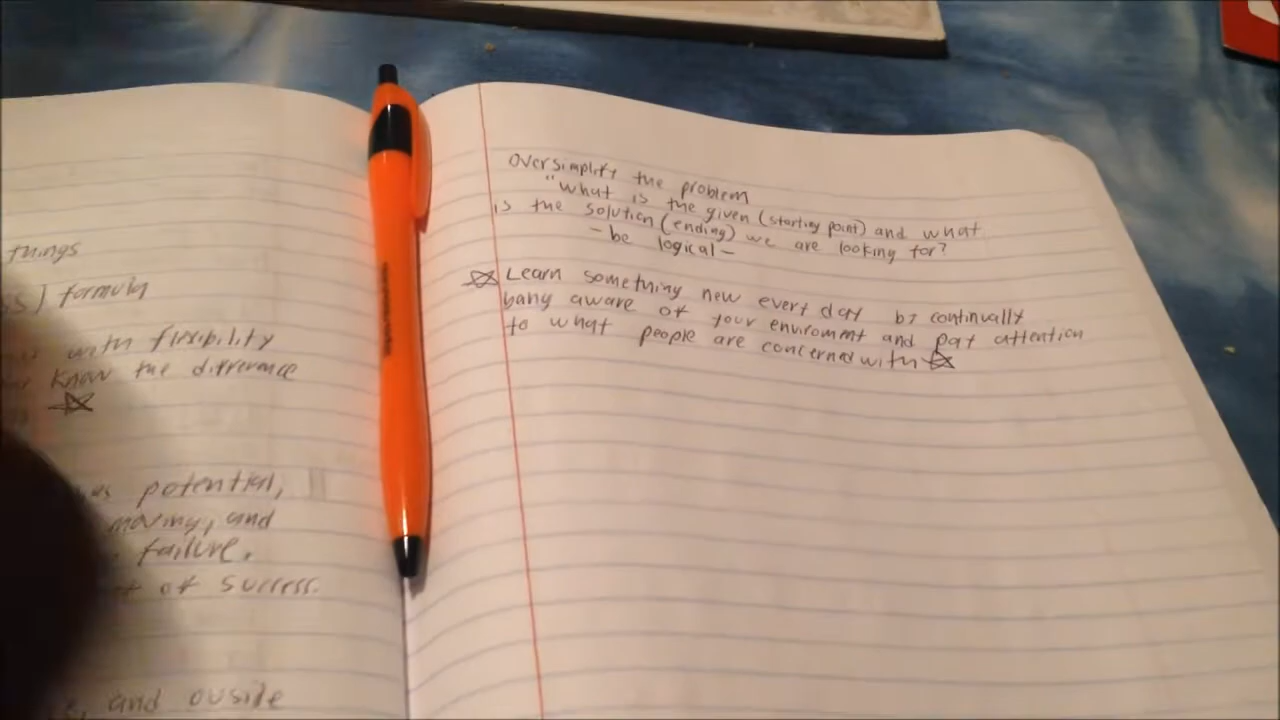 things
formula
with flexibility
know the difference
potential,
moving, and
failure.
of success.
and ouside
Oversimplify the problem
"what is the given (starting point) and what
is the solution (ending) we are looking for?
- be logical -
☆ Learn something new every day by continually
bing aware of your enviroment and pay attention
to what people are concerned with ☆